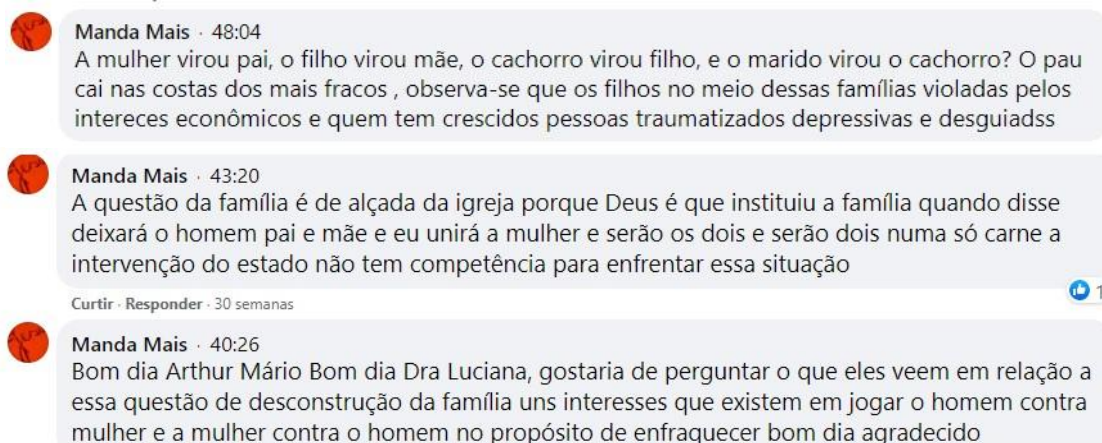 Manda Mais · 48:04
A mulher virou pai, o filho virou mãe, o cachorro virou filho, e o marido virou o cachorro? O pau
cai nas costas dos mais fracos , observa-se que os filhos no meio dessas famílias violadas pelos
intereces econômicos e quem tem crescidos pessoas traumatizados depressivas e desguiadss
Manda Mais · 43:20
A questão da família é de alçada da igreja porque Deus é que instituiu a família quando disse
deixará o homem pai e mãe e eu unirá a mulher e serão os dois e serão dois numa só carne a
intervenção do estado não tem competência para enfrentar essa situação
1
Curtir · Responder · 30 semanas
Manda Mais · 40:26
Bom dia Arthur Mário Bom dia Dra Luciana, gostaria de perguntar o que eles veem em relação a
essa questão de desconstrução da família uns interesses que existem em jogar o homem contra
mulher e a mulher contra o homem no propósito de enfraquecer bom dia agradecido